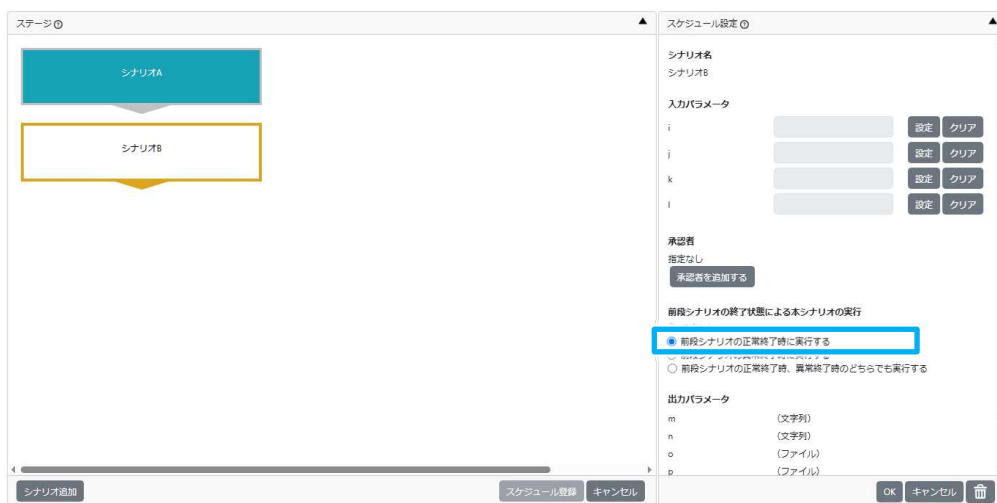 ステージ
シナリオA
シナリオB
シナリオ追加
スケジュール登録 キャンセル
スケジュール設定
シナリオ名
シナリオB
入力パラメータ
i 設定 クリア
j 設定 クリア
k 設定 クリア
l 設定 クリア
承認者
指定なし
承認者を追加する
前段シナリオの終了状態による本シナリオの実行
前段シナリオの正常終了時に実行する
前段シナリオの正常終了時、異常終了時のどちらでも実行する
出力パラメータ
m (文字列)
n (文字列)
o (ファイル)
p (ファイル)
OK キャンセル